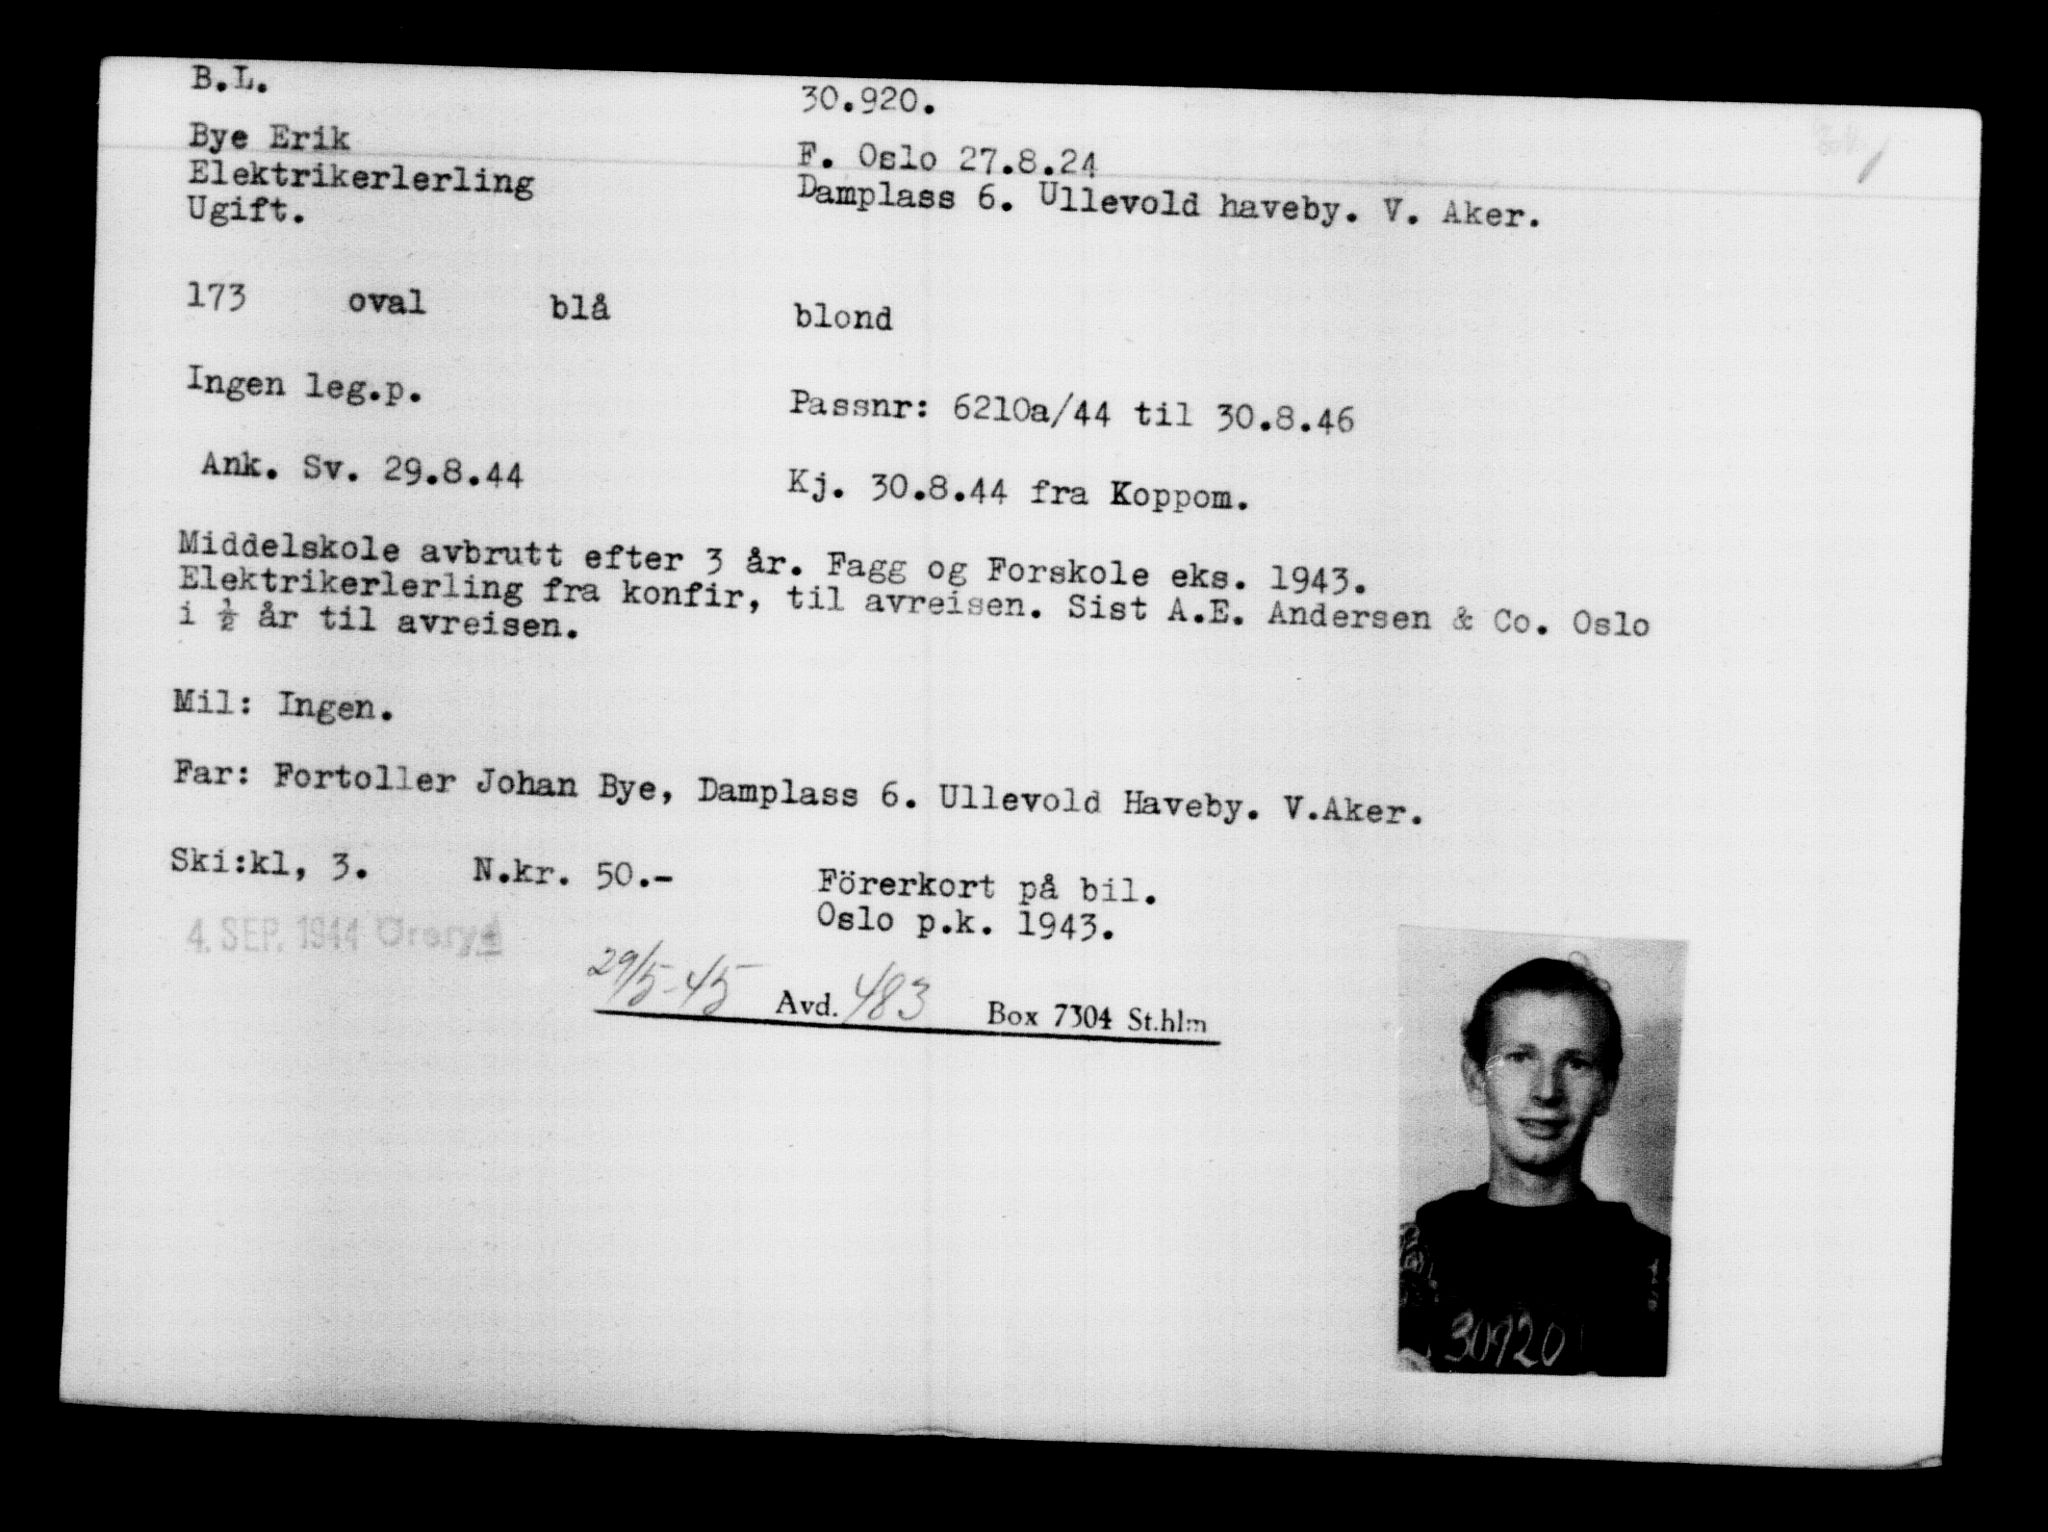 B.L.
30.920.
Bye Erik
F. Oslo 27.8.24
Elektrikerlerling
Damplass 6. Ullevold haveby. V. Aker.
Ugift.
173 oval blå blond
Ingen leg.p.
Passnr: 6210a/44 til 30.8.46
Ank. Sv. 29.8.44
Kj. 30.8.44 fra Koppom.
Middelskole avbrutt efter 3 år. Fagg og Forskole eks. 1943.
Elektrikerlerling fra konfir, til avreisen. Sist A.E. Andersen & Co. Oslo
i ½ år til avreisen.
Mil: Ingen.
Far: Fortoller Johan Bye, Damplass 6. Ullevold Haveby. V.Aker.
Ski:kl, 3. N.kr. 50.- Förerkort på bil.
Oslo p.k. 1943.
4. SEP. 1944 Öreryd
29/5-45 Avd. 483 Box 7304 St.hlm
30920